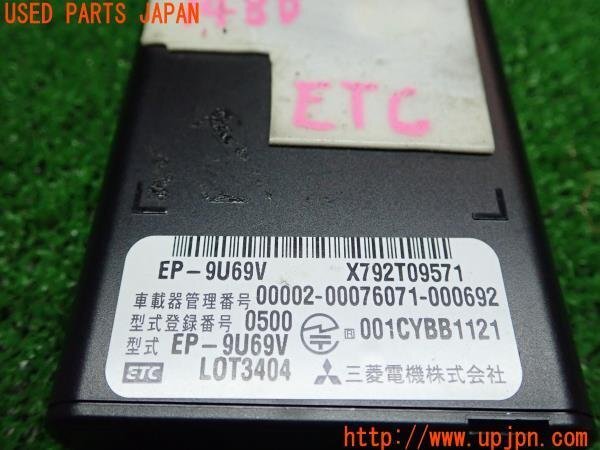 USED PARTS JAPAN
48D
ETC
EP-9U69V X792T09571
車載器管理番号 00002-00076071-000692
型式登録番号 0500 001CYBB1121
型式 EP-9U69V
ETC LOT3404 三菱電機株式会社
http://www.upjpn.com